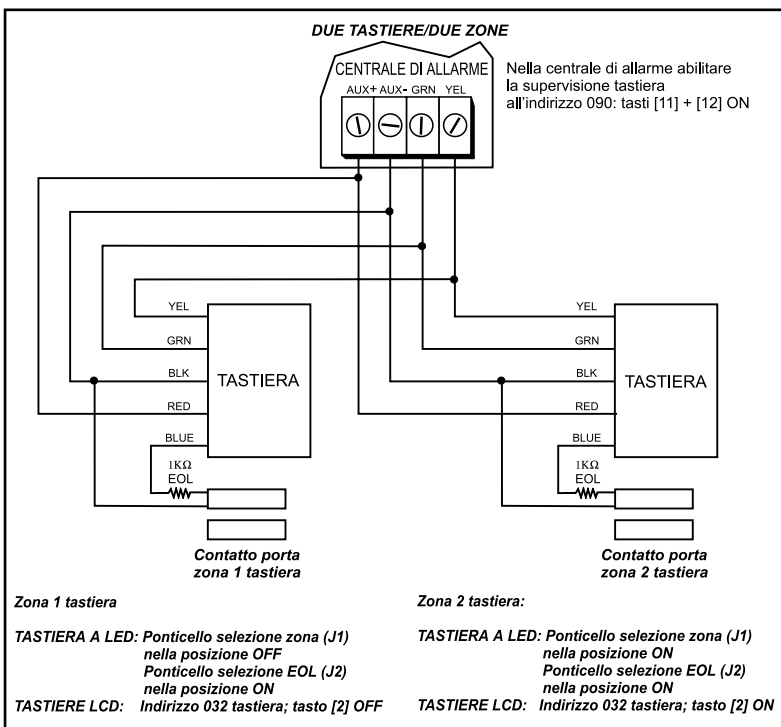 DUE TASTIERE/DUE ZONE
CENTRALE DI ALLARME
AUX+ AUX- GRN YEL
Nella centrale di allarme abilitare
la supervisione tastiera
all'indirizzo 090: tasti [11] + [12] ON
YEL
GRN
BLK
RED
BLUE
TASTIERA
1KΩ
EOL
Contatto porta
zona 1 tastiera
YEL
GRN
BLK
RED
BLUE
TASTIERA
1KΩ
EOL
Contatto porta
zona 2 tastiera
Zona 1 tastiera
TASTIERA A LED: Ponticello selezione zona (J1)
nella posizione OFF
Ponticello selezione EOL (J2)
nella posizione ON
TASTIERE LCD: Indirizzo 032 tastiera; tasto [2] OFF
Zona 2 tastiera:
TASTIERA A LED: Ponticello selezione zona (J1)
nella posizione ON
Ponticello selezione EOL (J2)
nella posizione ON
TASTIERE LCD: Indirizzo 032 tastiera; tasto [2] ON